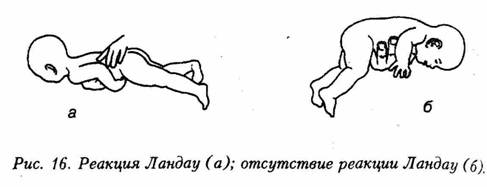 а
б
Рис. 16. Реакция Ландау (а); отсутствие реакции Ландау (б).